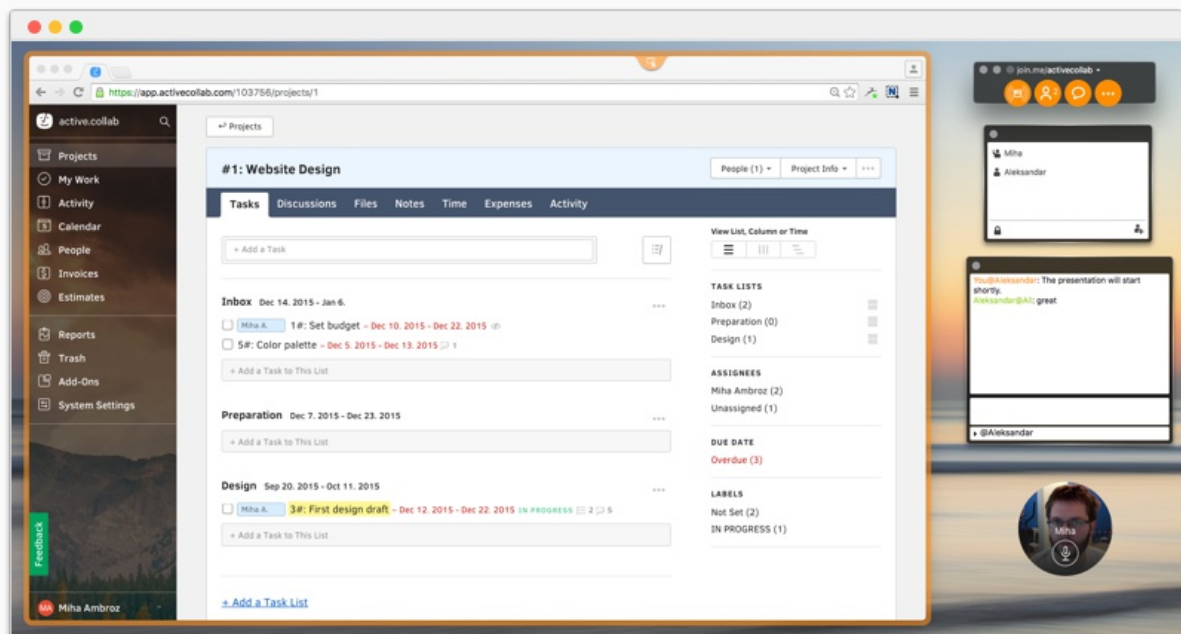 https://app.activecollab.com/103756/projects/1
active.collab
Projects
My Work
Activity
Calendar
People
Invoices
Estimates
Reports
Trash
Add-Ons
System Settings
Feedback
MA Miha Ambroz
Projects
#1: Website Design
People (1)
Project Info
Tasks Discussions Files Notes Time Expenses Activity
+ Add a Task
Inbox Dec 14. 2015 - Jan 6.
Miha A. 1#: Set budget - Dec 10. 2015 - Dec 22. 2015
5#: Color palette - Dec 5. 2015 - Dec 13. 2015 1
+ Add a Task to This List
Preparation Dec 7. 2015 - Dec 23. 2015
+ Add a Task to This List
Design Sep 20. 2015 - Oct 11. 2015
Miha A. 3#: First design draft - Dec 12. 2015 - Dec 22. 2015 IN PROGRESS 2 5
+ Add a Task to This List
+ Add a Task List
View List, Column or Time
TASK LISTS
Inbox (2)
Preparation (0)
Design (1)
ASSIGNEES
Miha Ambroz (2)
Unassigned (1)
DUE DATE
Overdue (3)
LABELS
Not Set (2)
IN PROGRESS (1)
join.me/activecollab
2
Miha
Aleksandar
You@Aleksandar: The presentation will start
shortly.
Aleksandar@All: great
@Aleksandar
Miha